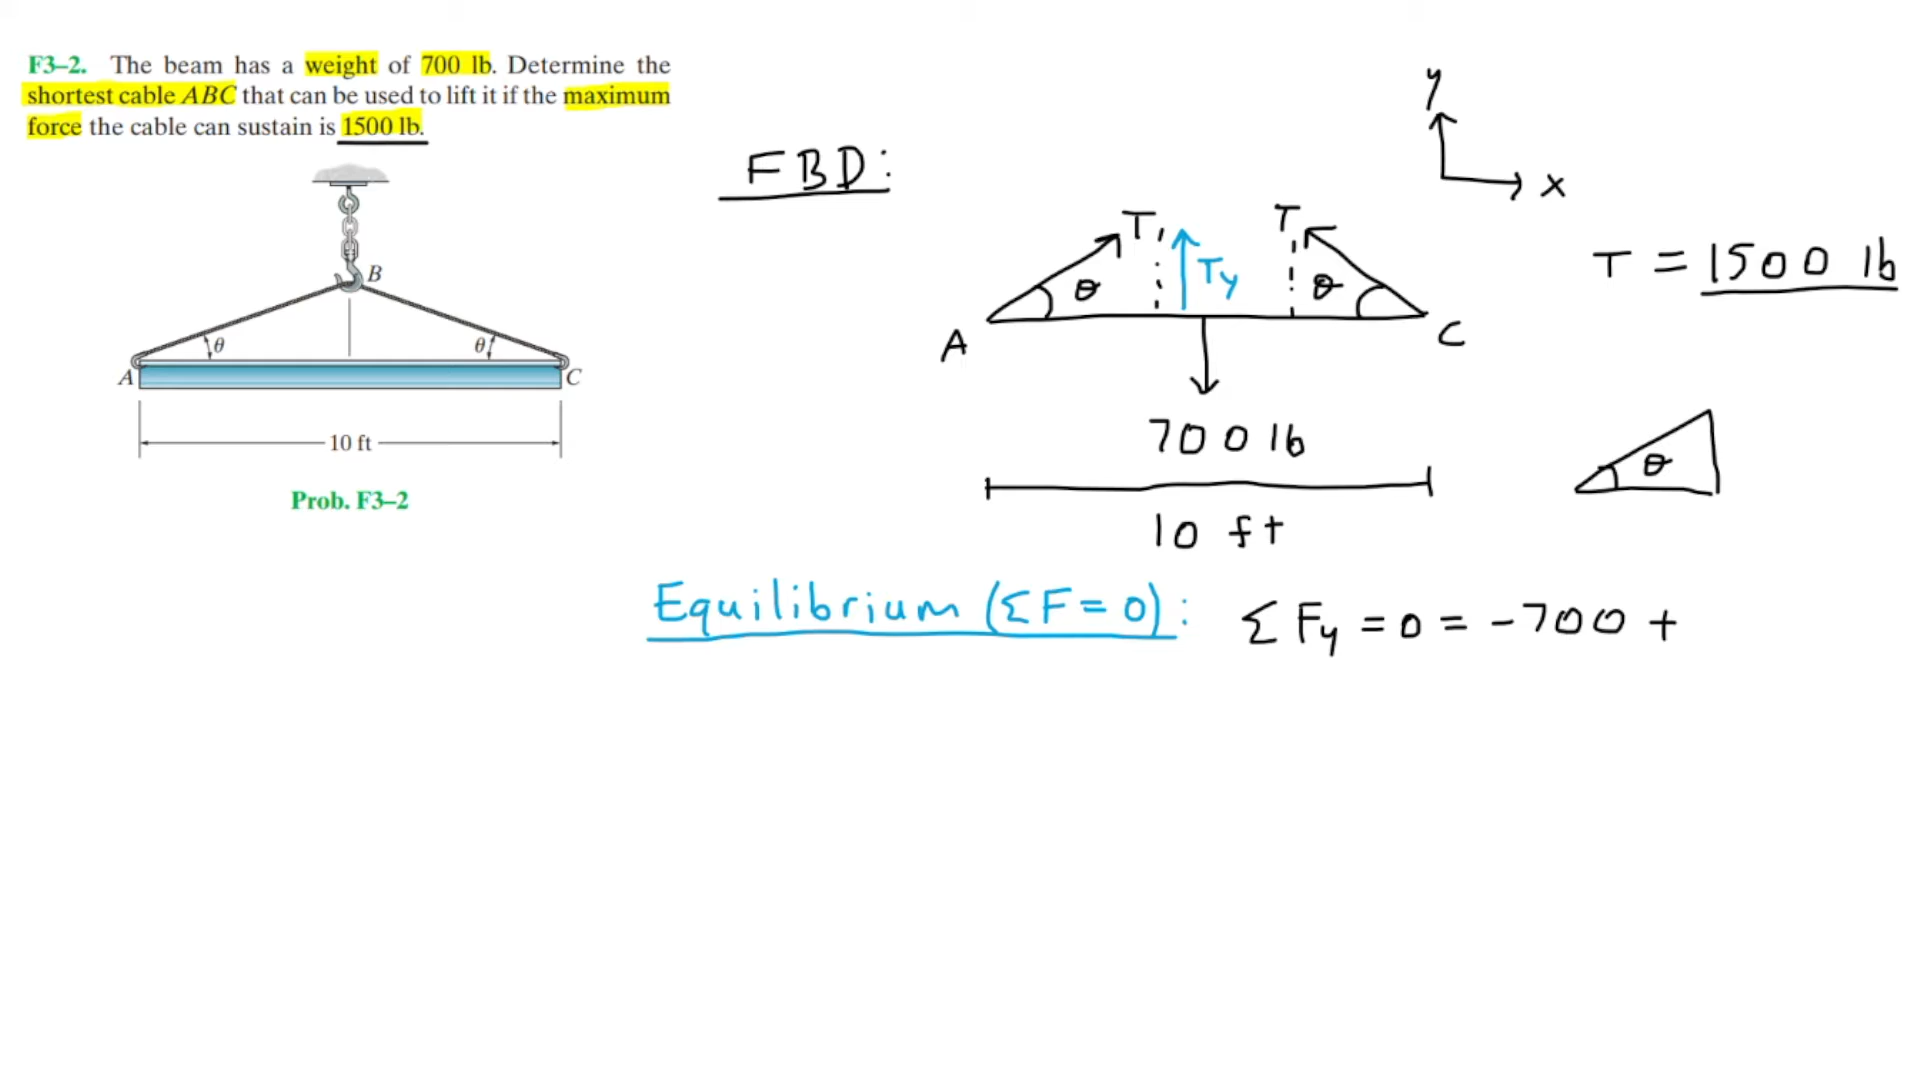 F3–2. The beam has a weight of 700 lb. Determine the
shortest cable ABC that can be used to lift it if the maximum
force the cable can sustain is 1500 lb.
B
θ θ
A C
10 ft
Prob. F3–2
FBD:
y
x
T T
Ty
θ θ
A C
700 lb
10 ft
T = 1500 lb
θ
Equilibrium (ΣF = 0): ΣFy = 0 = -700 +